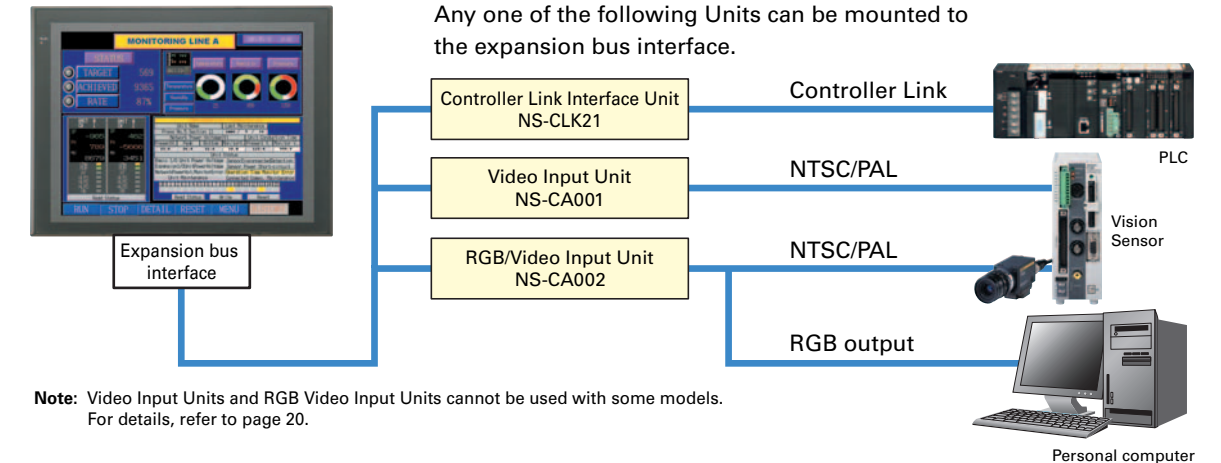 Any one of the following Units can be mounted to
the expansion bus interface.
MONITORING LINE A
STATUS
TARGET 589
ACHIEVED 9365
RATE 87%
RUN STOP DETAIL RESET MENU
Expansion bus
interface
Controller Link Interface Unit
NS-CLK21
Controller Link
PLC
Video Input Unit
NS-CA001
NTSC/PAL
Vision
Sensor
RGB/Video Input Unit
NS-CA002
NTSC/PAL
RGB output
Personal computer
Note: Video Input Units and RGB Video Input Units cannot be used with some models.
For details, refer to page 20.